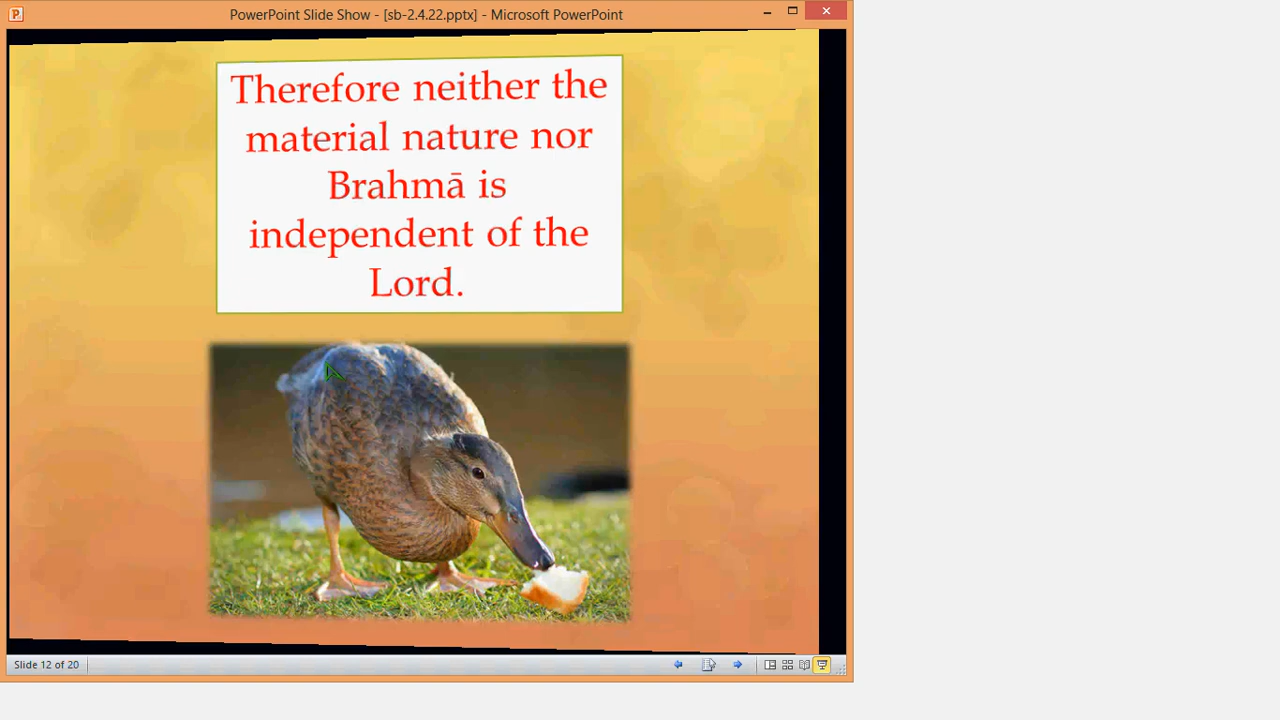 PowerPoint Slide Show - [sb-2.4.22.pptx] - Microsoft PowerPoint
Therefore neither the
material nature nor
Brahmā is
independent of the
Lord.
Slide 12 of 20